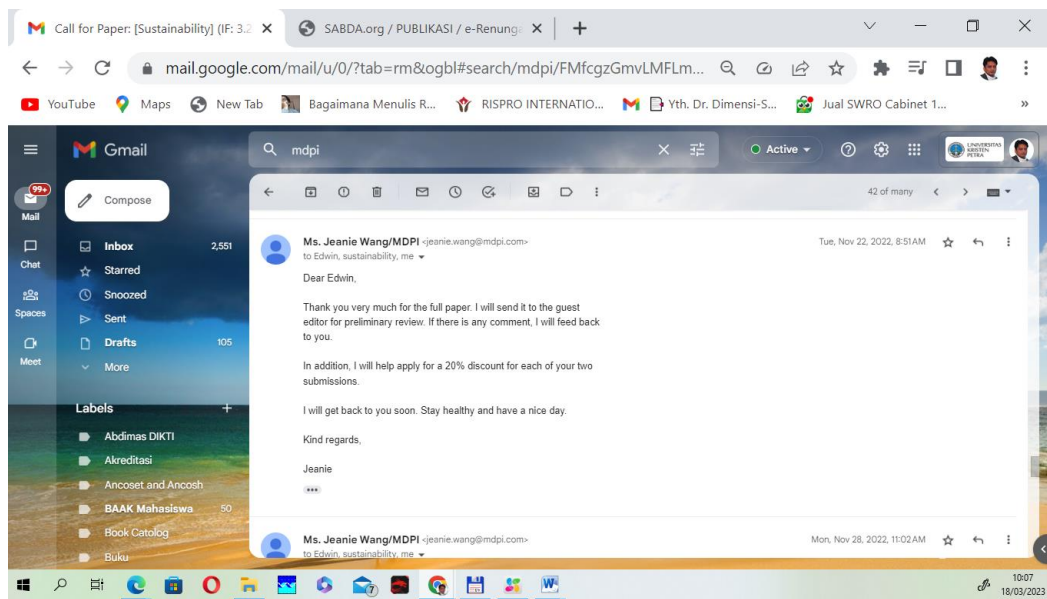 Call for Paper: [Sustainability] (IF: 3.2
SABDA.org / PUBLIKASI / e-Renunga
mail.google.com/mail/u/0/?tab=rm&ogbl#search/mdpi/FMfcgzGmvLMFLm...
YouTube Maps New Tab Bagaimana Menulis R... RISPRO INTERNATIO... Yth. Dr. Dimensi-S... Jual SWRO Cabinet 1... »
Gmail
mdpi
Active
UNIVERSITAS KRISTEN PETRA
99+
Mail
Chat
Spaces
Meet
Compose
Inbox 2,551
Starred
Snoozed
Sent
Drafts 105
More
Labels +
Abdimas DIKTI
Akreditasi
Ancoset and Ancosh
BAAK Mahasiswa 50
Book Catolog
Buku
42 of many
Ms. Jeanie Wang/MDPI <jeanie.wang@mdpi.com> Tue, Nov 22, 2022, 8:51 AM
to Edwin, sustainability, me
Dear Edwin,
Thank you very much for the full paper. I will send it to the guest
editor for preliminary review. If there is any comment, I will feed back
to you.
In addition, I will help apply for a 20% discount for each of your two
submissions.
I will get back to you soon. Stay healthy and have a nice day.
Kind regards,
Jeanie
•••
Ms. Jeanie Wang/MDPI <jeanie.wang@mdpi.com> Mon, Nov 28, 2022, 11:02 AM
to Edwin, sustainability, me
10:07
18/03/2023